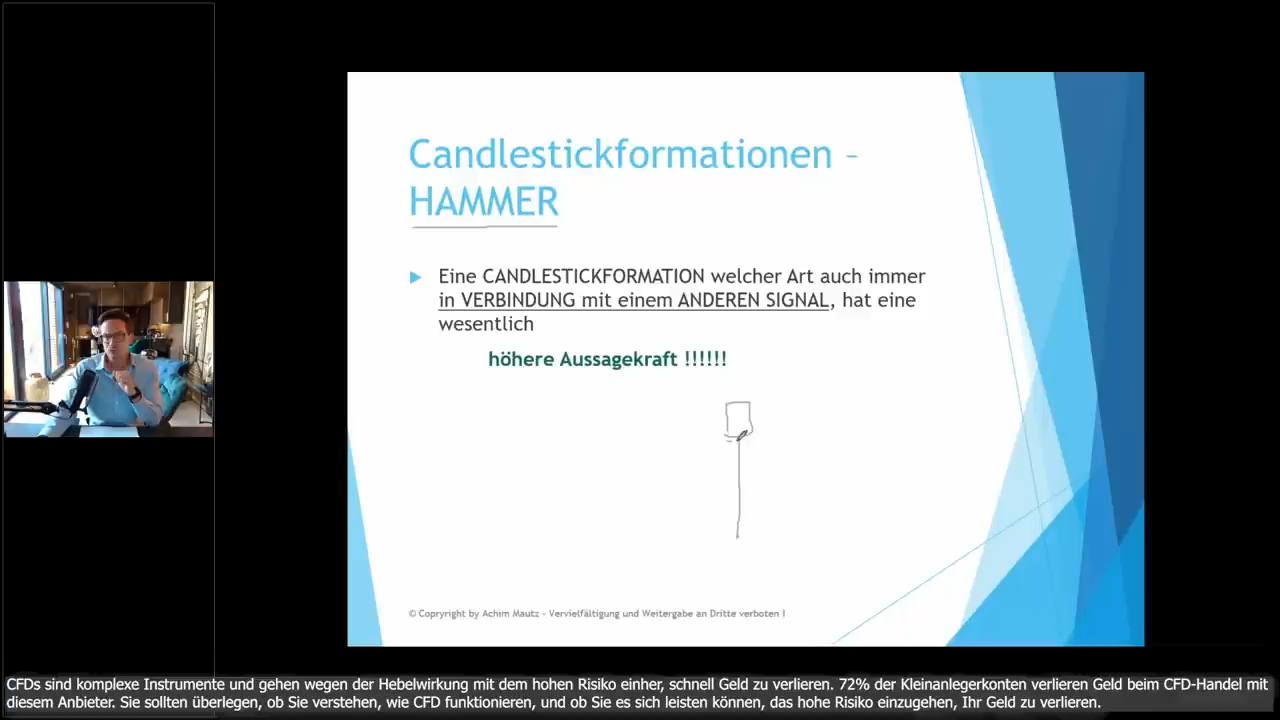 Candlestickformationen –
HAMMER
Eine CANDLESTICKFORMATION welcher Art auch immer
in VERBINDUNG mit einem ANDEREN SIGNAL, hat eine
wesentlich
höhere Aussagekraft !!!!!!
© Copryright by Achim Mautz - Vervielfältigung und Weitergabe an Dritte verboten !
CFDs sind komplexe Instrumente und gehen wegen der Hebelwirkung mit dem hohen Risiko einher, schnell Geld zu verlieren. 72% der Kleinanlegerkonten verlieren Geld beim CFD-Handel mit
diesem Anbieter. Sie sollten überlegen, ob Sie verstehen, wie CFD funktionieren, und ob Sie es sich leisten können, das hohe Risiko einzugehen, Ihr Geld zu verlieren.